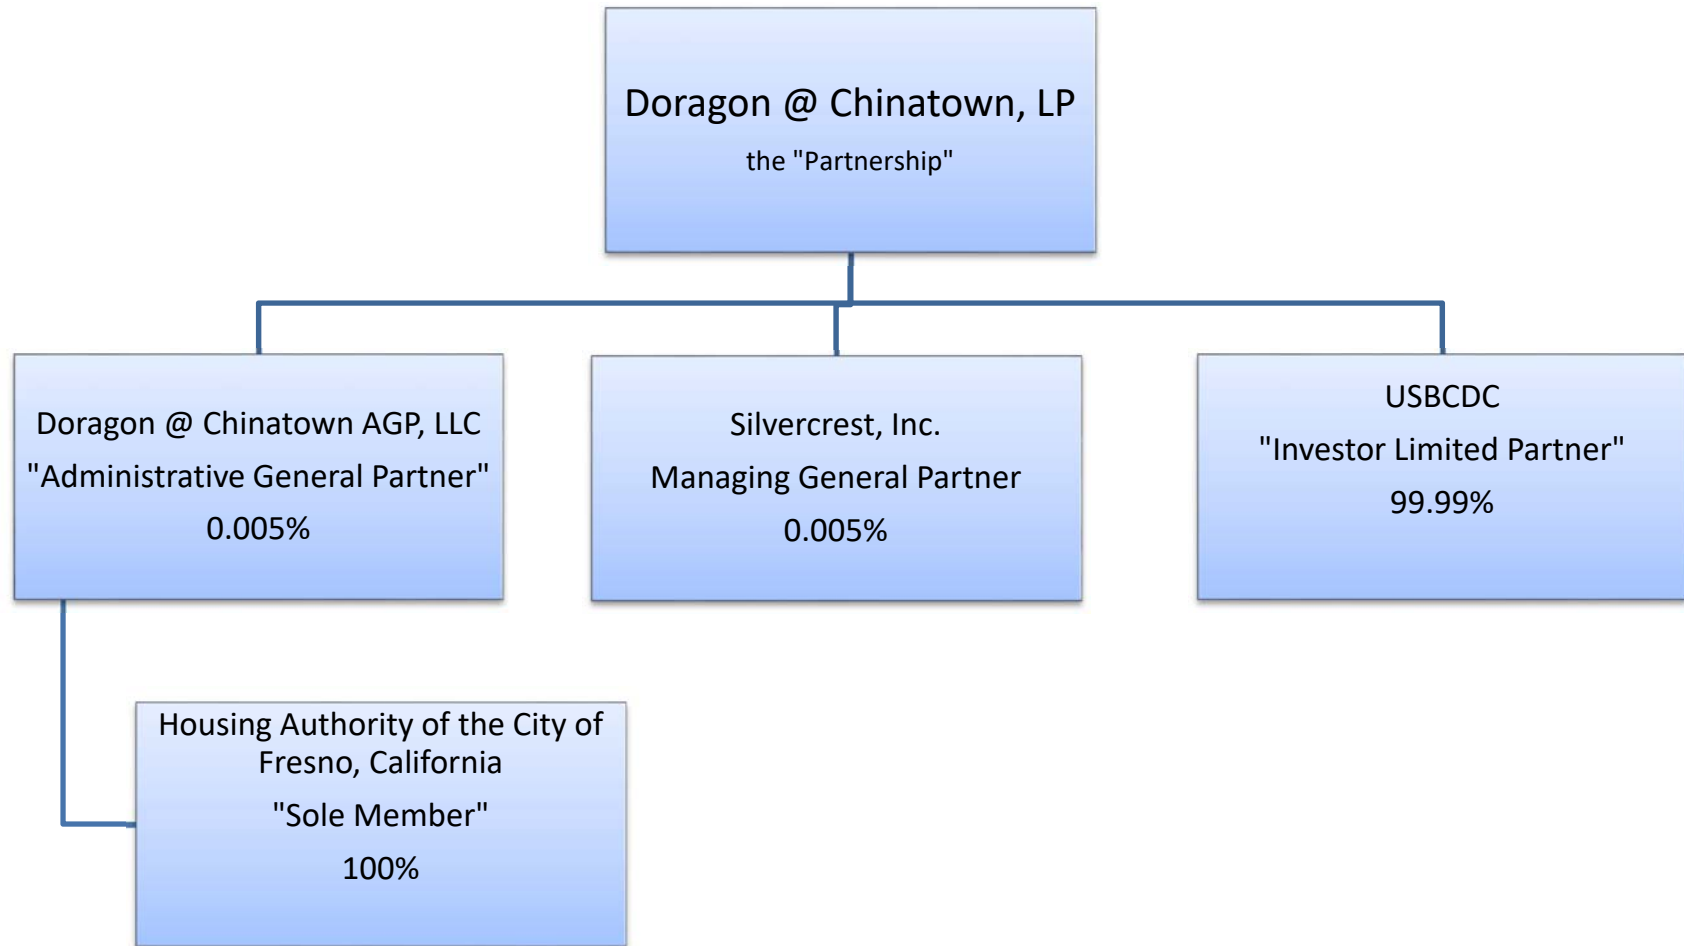 Doragon @ Chinatown, LP
the "Partnership"
Doragon @ Chinatown AGP, LLC
"Administrative General Partner"
0.005%
Silvercrest, Inc.
Managing General Partner
0.005%
USBCDC
"Investor Limited Partner"
99.99%
Housing Authority of the City of
Fresno, California
"Sole Member"
100%